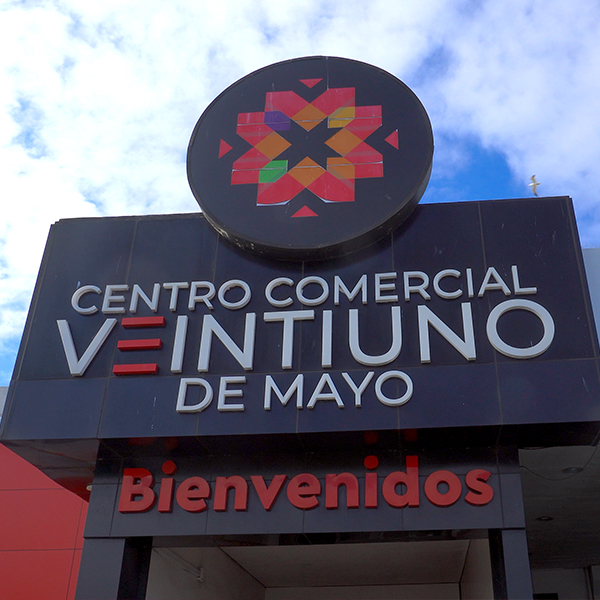 CENTRO COMERCIAL
VEINTIUNO
DE MAYO
Bienvenidos